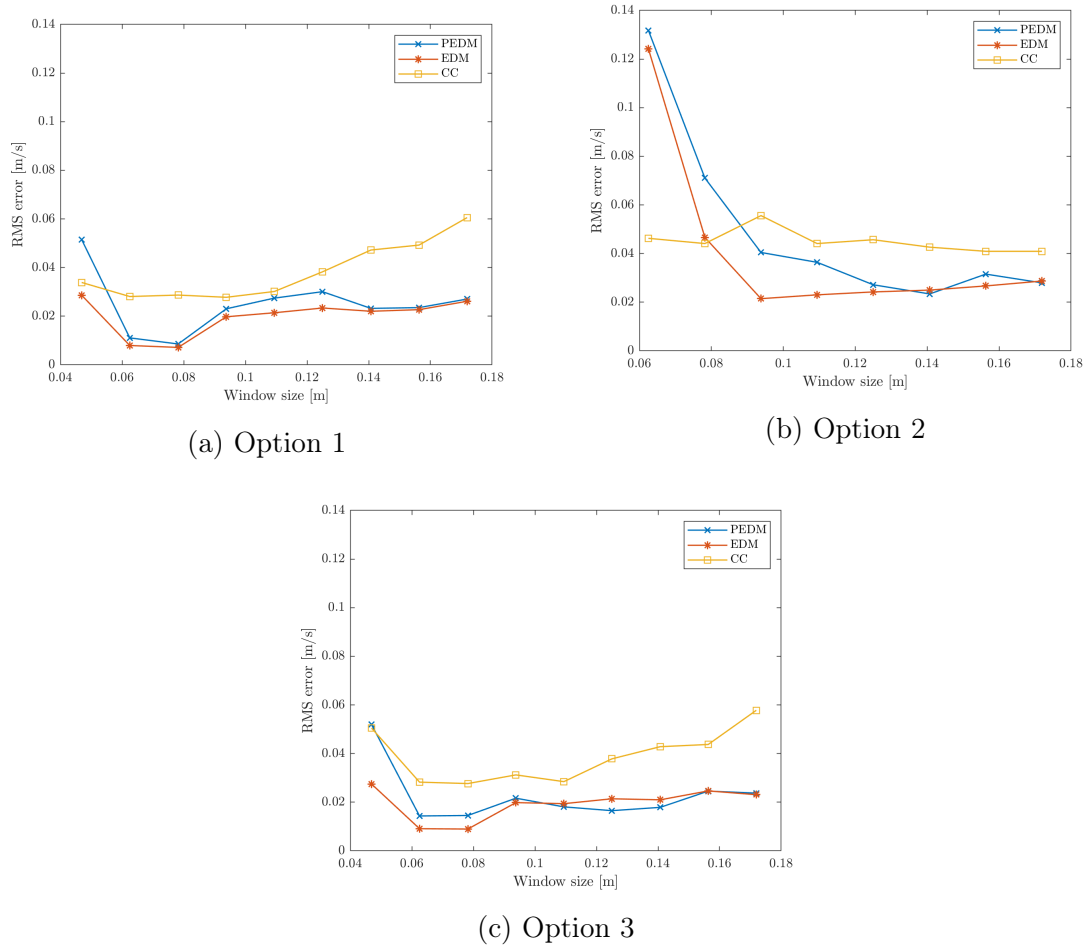 0.14
0.12
0.1
0.08
0.06
0.04
0.02
0
RMS error [m/s]
PEDM
EDM
CC
0.04 0.06 0.08 0.1 0.12 0.14 0.16 0.18
Window size [m]
(a) Option 1
0.14
0.12
0.1
0.08
0.06
0.04
0.02
0
RMS error [m/s]
PEDM
EDM
CC
0.06 0.08 0.1 0.12 0.14 0.16 0.18
Window size [m]
(b) Option 2
0.14
0.12
0.1
0.08
0.06
0.04
0.02
0
RMS error [m/s]
PEDM
EDM
CC
0.04 0.06 0.08 0.1 0.12 0.14 0.16 0.18
Window size [m]
(c) Option 3